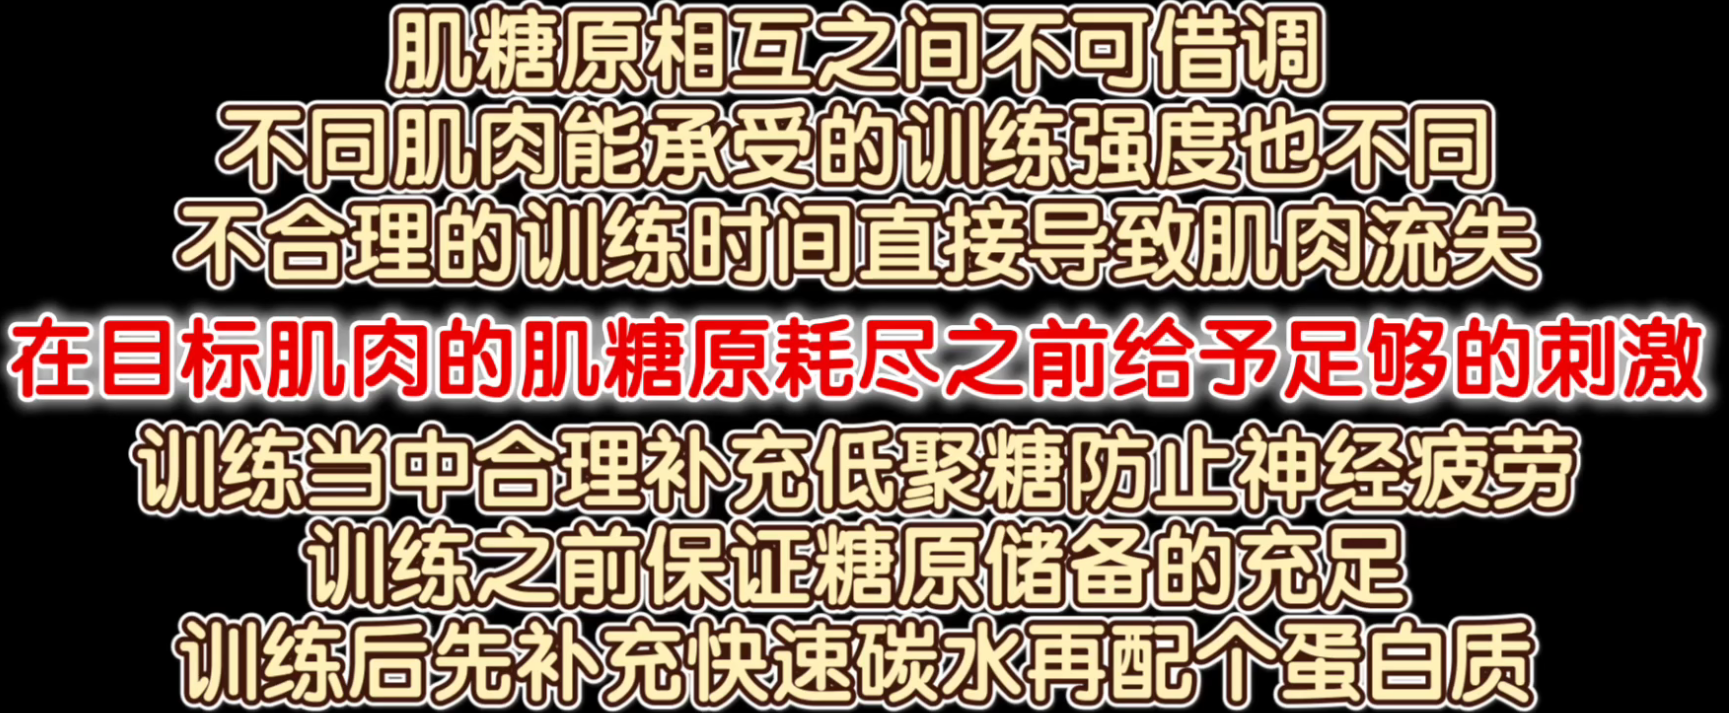 肌糖原相互之间不可借调
不同肌肉能承受的训练强度也不同
不合理的训练时间直接导致肌肉流失
在目标肌肉的肌糖原耗尽之前给予足够的刺激
训练当中合理补充低聚糖防止神经疲劳
训练之前保证糖原储备的充足
训练后先补充快速碳水再配个蛋白质